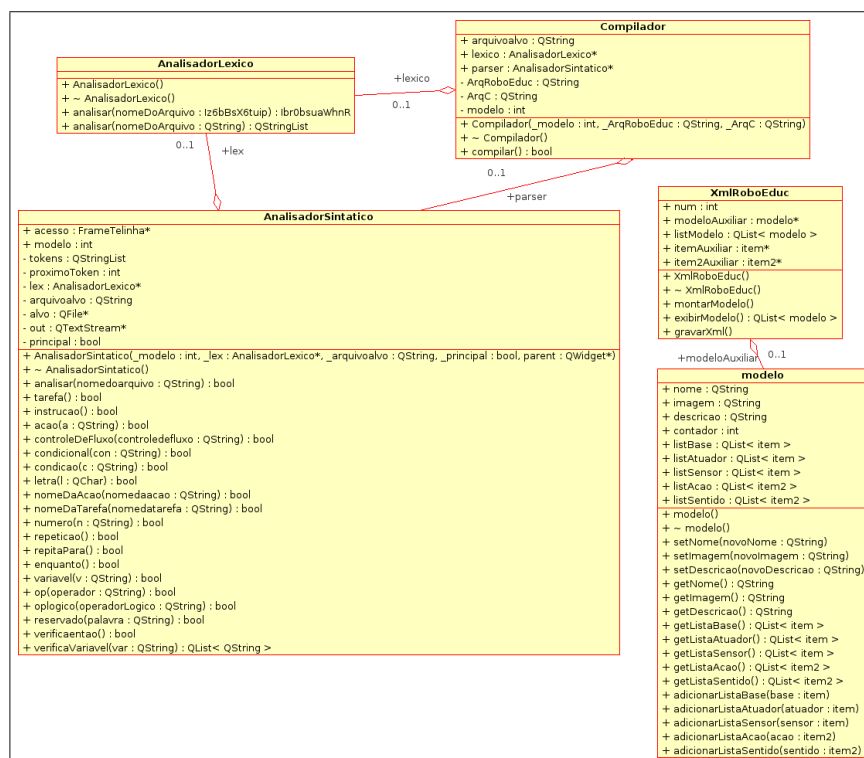 AnalisadorLexico
+ AnalisadorLexico()
+ ~ AnalisadorLexico()
+ analisar(nomeDoArquivo : Iz6bBsX6tuip) : Ibr0bsuaWhnR
+ analisar(nomeDoArquivo : QString) : QStringList
+lexico
0..1
Compilador
+ arquivoalvo : QString
+ lexico : AnalisadorLexico*
+ parser : AnalisadorSintatico*
- ArqRoboEduc : QString
- ArqC : QString
- modelo : int
+ Compilador(_modelo : int, _ArqRoboEduc : QString, _ArqC : QString)
+ ~ Compilador()
+ compilar() : bool
0..1
+lex
0..1
+parser
AnalisadorSintatico
+ acesso : FrameTelinha*
+ modelo : int
- tokens : QStringList
- proximoToken : int
- lex : AnalisadorLexico*
- arquivoalvo : QString
- alvo : QFile*
- out : QTextStream*
- principal : bool
+ AnalisadorSintatico(_modelo : int, _lex : AnalisadorLexico*, _arquivoalvo : QString, _principal : bool, parent : QWidget*)
+ ~ AnalisadorSintatico()
+ analisar(nomedoarquivo : QString) : bool
+ tarefa() : bool
+ instrucao() : bool
+ acao(a : QString) : bool
+ controleDeFluxo(controledefluxo : QString) : bool
+ condicional(con : QString) : bool
+ condicao(c : QString) : bool
+ letra(l : QChar) : bool
+ nomeDaAcao(nomedaacao : QString) : bool
+ nomeDaTarefa(nomedatarefa : QString) : bool
+ numero(n : QString) : bool
+ repeticao() : bool
+ repitaPara() : bool
+ enquanto() : bool
+ variavel(v : QString) : bool
+ op(operador : QString) : bool
+ oplogico(operadorLogico : QString) : bool
+ reservado(palavra : QString) : bool
+ verificaentao() : bool
+ verificaVariavel(var : QString) : QList< QString >
XmlRoboEduc
+ num : int
+ modeloAuxiliar : modelo*
+ listModelo : QList< modelo >
+ itemAuxiliar : item*
+ item2Auxiliar : item2*
+ XmlRoboEduc()
+ ~ XmlRoboEduc()
+ montarModelo()
+ exibirModelo() : QList< modelo >
+ gravarXml()
+modeloAuxiliar
0..1
modelo
+ nome : QString
+ imagem : QString
+ descricao : QString
+ contador : int
+ listBase : QList< item >
+ listAtuador : QList< item >
+ listSensor : QList< item >
+ listAcao : QList< item2 >
+ listSentido : QList< item2 >
+ modelo()
+ ~ modelo()
+ setNome(novoNome : QString)
+ setImagem(novoImagem : QString)
+ setDescricao(novoDescricao : QString)
+ getNome() : QString
+ getImagem() : QString
+ getDescricao() : QString
+ getListaBase() : QList< item >
+ getListaAtuador() : QList< item >
+ getListaSensor() : QList< item >
+ getListaAcao() : QList< item2 >
+ getListaSentido() : QList< item2 >
+ adicionarListaBase(base : item)
+ adicionarListaAtuador(atuador : item)
+ adicionarListaSensor(sensor : item)
+ adicionarListaAcao(acao : item2)
+ adicionarListaSentido(sentido : item2)